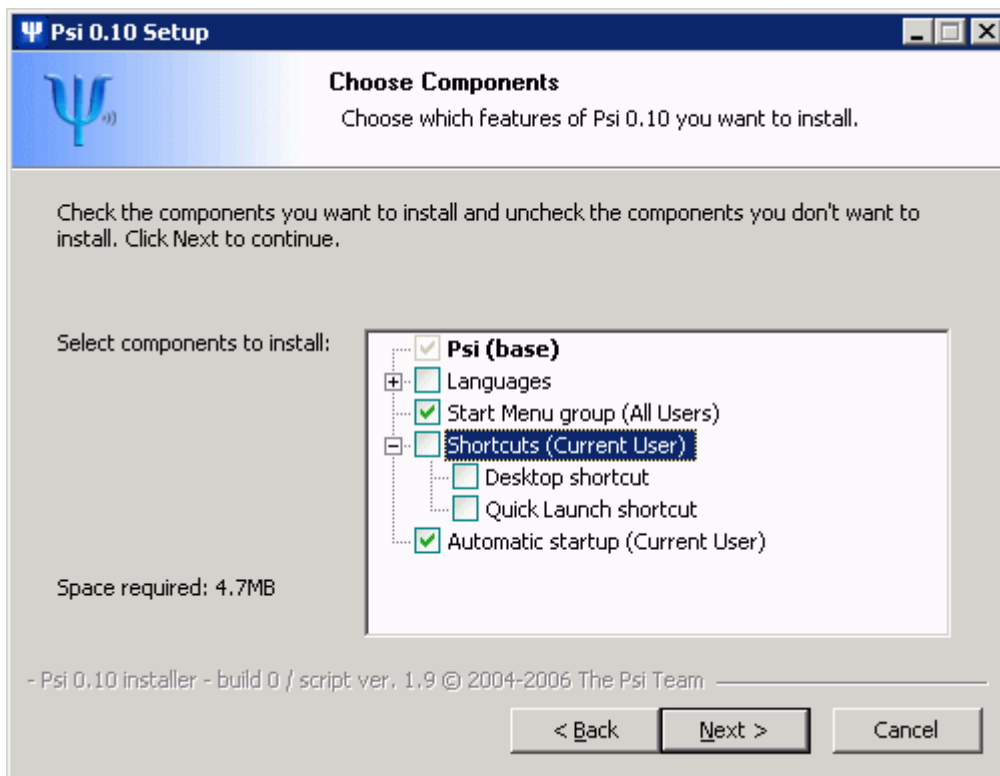 Psi 0.10 Setup
Choose Components
Choose which features of Psi 0.10 you want to install.
Check the components you want to install and uncheck the components you don't want to
install. Click Next to continue.
Select components to install:
Psi (base)
Languages
Start Menu group (All Users)
Shortcuts (Current User)
Desktop shortcut
Quick Launch shortcut
Automatic startup (Current User)
Space required: 4.7MB
- Psi 0.10 installer - build 0 / script ver. 1.9 © 2004-2006 The Psi Team
< Back
Next >
Cancel